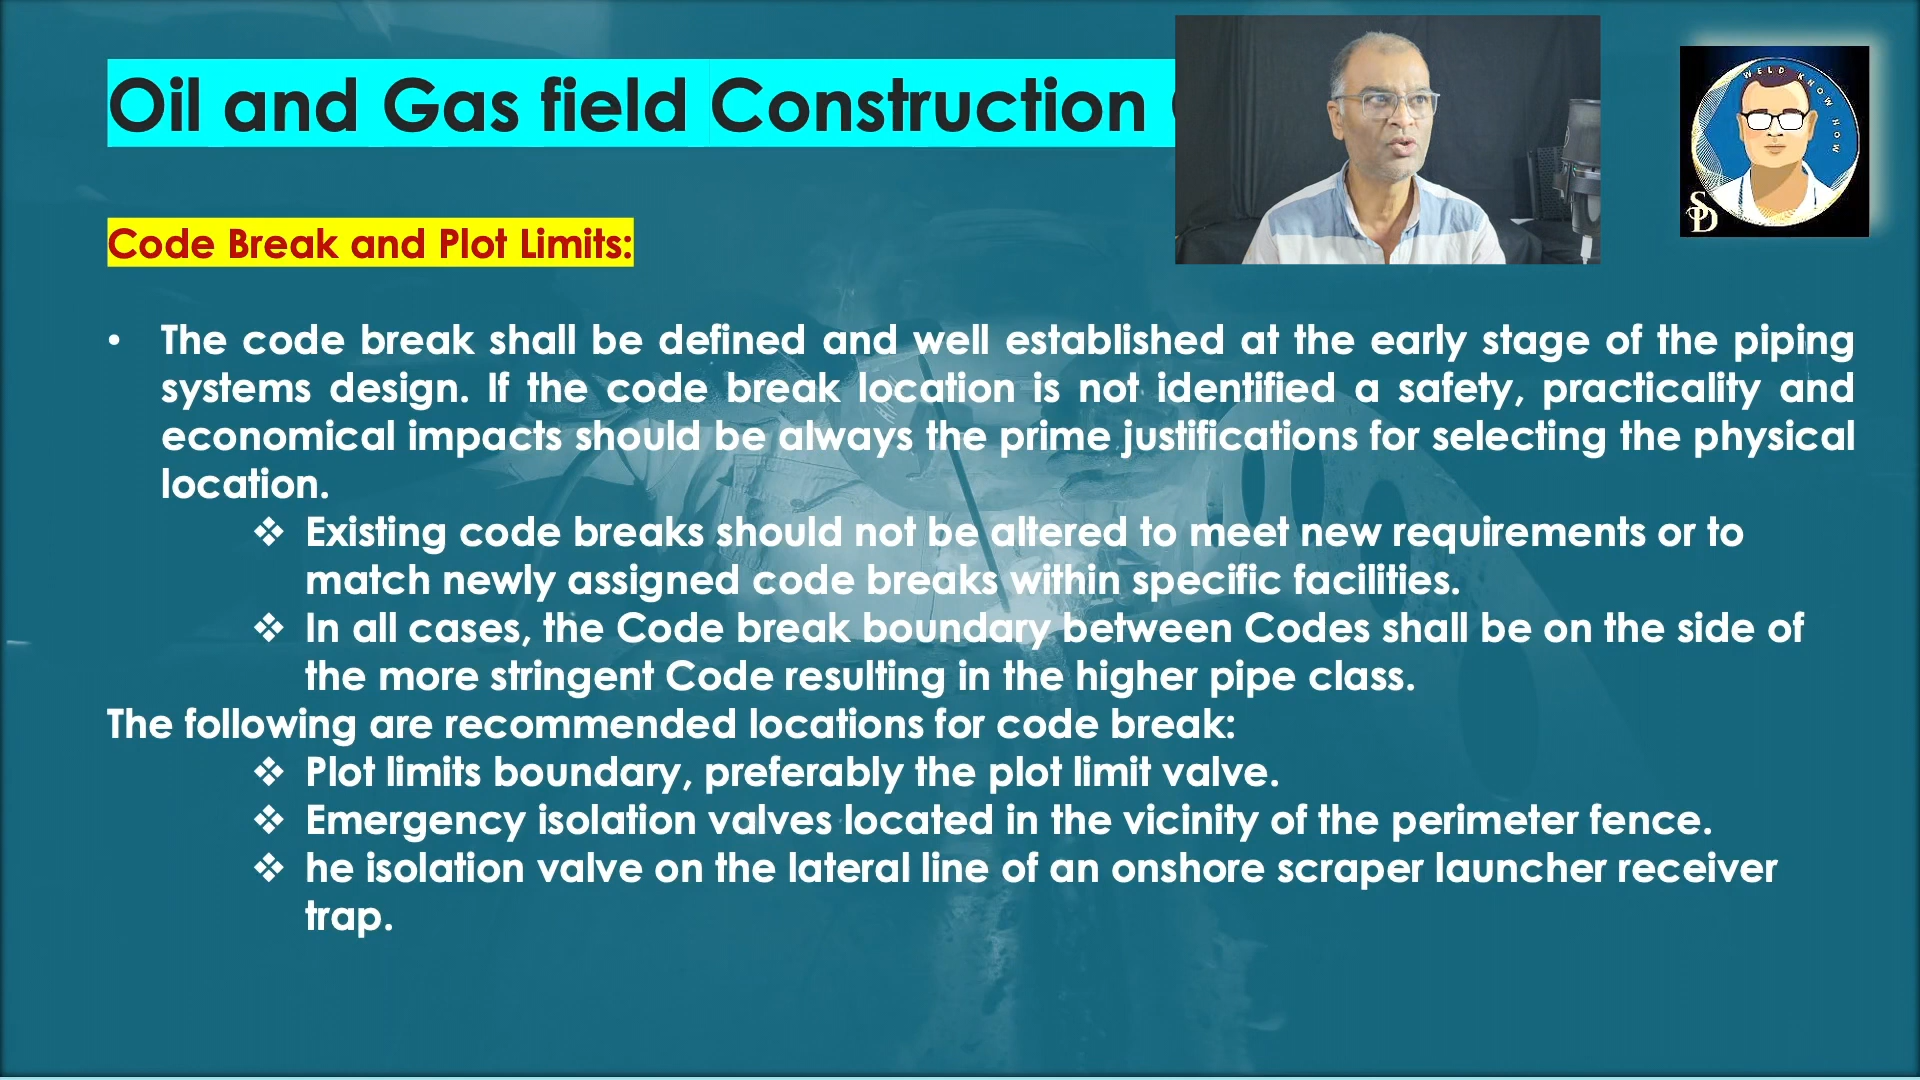 Oil and Gas field Construction
WELD KNOW HOW
SD
Code Break and Plot Limits:
• The code break shall be defined and well established at the early stage of the piping
systems design. If the code break location is not identified a safety, practicality and
economical impacts should be always the prime justifications for selecting the physical
location.
❖ Existing code breaks should not be altered to meet new requirements or to
match newly assigned code breaks within specific facilities.
❖ In all cases, the Code break boundary between Codes shall be on the side of
the more stringent Code resulting in the higher pipe class.
The following are recommended locations for code break:
❖ Plot limits boundary, preferably the plot limit valve.
❖ Emergency isolation valves located in the vicinity of the perimeter fence.
❖ he isolation valve on the lateral line of an onshore scraper launcher receiver
trap.